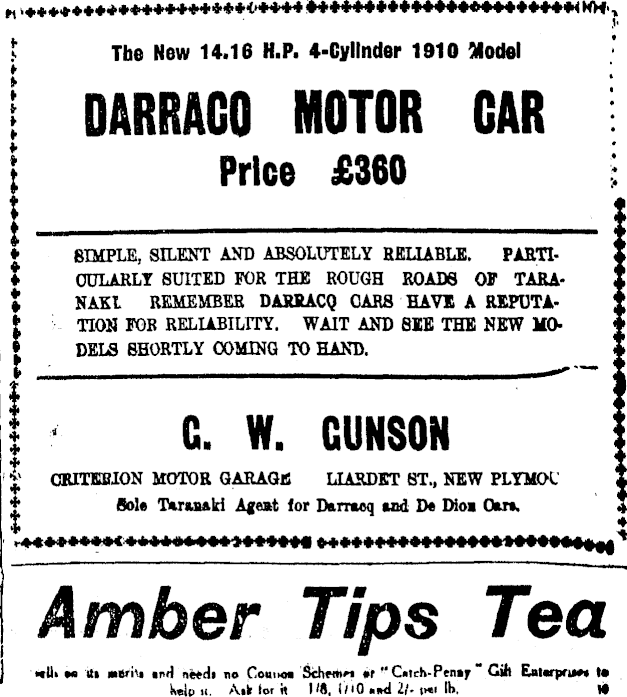 The New 14.16 H.P. 4-Cylinder 1910 Model
DARRACQ MOTOR CAR
Price £360
SIMPLE, SILENT AND ABSOLUTELY RELIABLE. PARTI-
CULARLY SUITED FOR THE ROUGH ROADS OF TARA-
NAKI. REMEMBER DARRACQ CARS HAVE A REPUTA-
TION FOR RELIABILITY. WAIT AND SEE THE NEW MO-
DELS SHORTLY COMING TO HAND.
G. W. GUNSON
CRITERION MOTOR GARAGE LIARDET ST., NEW PLYMOU
Sole Taranaki Agent for Darracq and De Dion Cars.
Amber Tips Tea
sells on its merits and needs no Coupon Schemes or "Catch-Penny" Gift Enterprises to
help it. Ask for it 1/8, 1/10 and 2/- per lb. 10